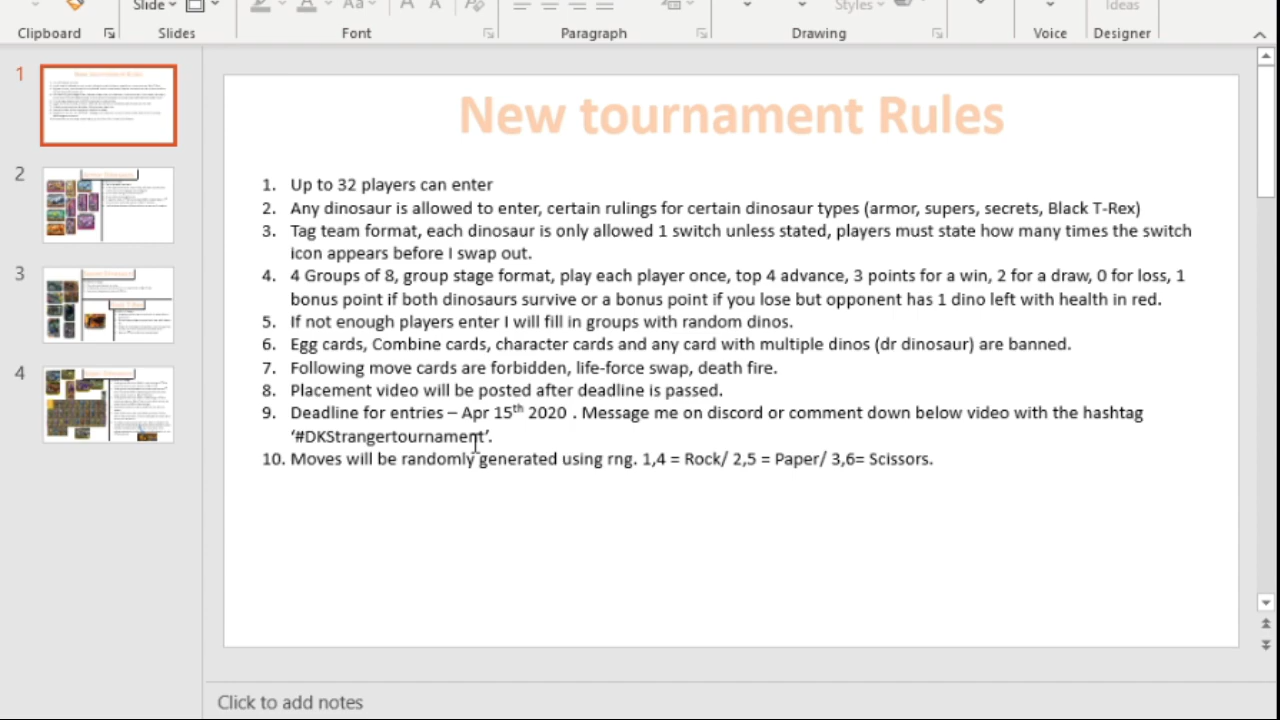 Slide
Aa
A A
Styles
Ideas
Clipboard Slides Font Paragraph Drawing Voice Designer
1
2
3
4
New tournament Rules
1. Up to 32 players can enter
2. Any dinosaur is allowed to enter, certain rulings for certain dinosaur types (armor, supers, secrets, Black T-Rex)
3. Tag team format, each dinosaur is only allowed 1 switch unless stated, players must state how many times the switch
icon appears before I swap out.
4. 4 Groups of 8, group stage format, play each player once, top 4 advance, 3 points for a win, 2 for a draw, 0 for loss, 1
bonus point if both dinosaurs survive or a bonus point if you lose but opponent has 1 dino left with health in red.
5. If not enough players enter I will fill in groups with random dinos.
6. Egg cards, Combine cards, character cards and any card with multiple dinos (dr dinosaur) are banned.
7. Following move cards are forbidden, life-force swap, death fire.
8. Placement video will be posted after deadline is passed.
9. Deadline for entries – Apr 15th 2020 . Message me on discord or comment down below video with the hashtag
‘#DKStrangertournament’.
10. Moves will be randomly generated using rng. 1,4 = Rock/ 2,5 = Paper/ 3,6= Scissors.
Click to add notes